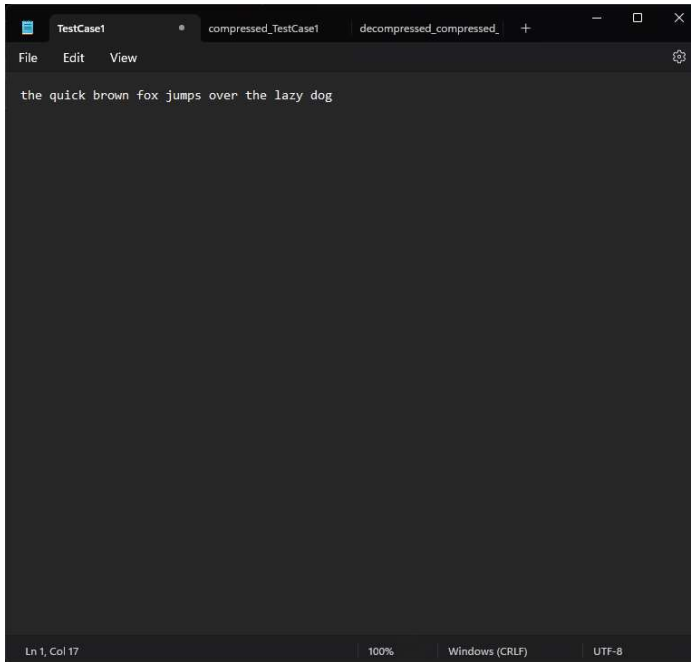 TestCase1 compressed_TestCase1 decompressed_compressed_
File Edit View
the quick brown fox jumps over the lazy dog
Ln 1, Col 17 100% Windows (CRLF) UTF-8